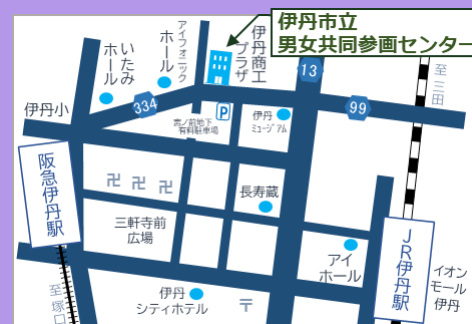 伊丹市立
男女共同参画センター
伊丹商工
プラザ
アイフォニック
ホール
いたみ
ホール
伊丹小
334
13
99
至三田
P
宮ノ前地下
有料駐車場
伊丹
ミュージアム
阪急伊丹駅
卍 卍 卍
長寿蔵
三軒寺前
広場
アイ
ホール
JR伊丹駅
イオン
モール
伊丹
至塚口
伊丹
シティホテル
〒